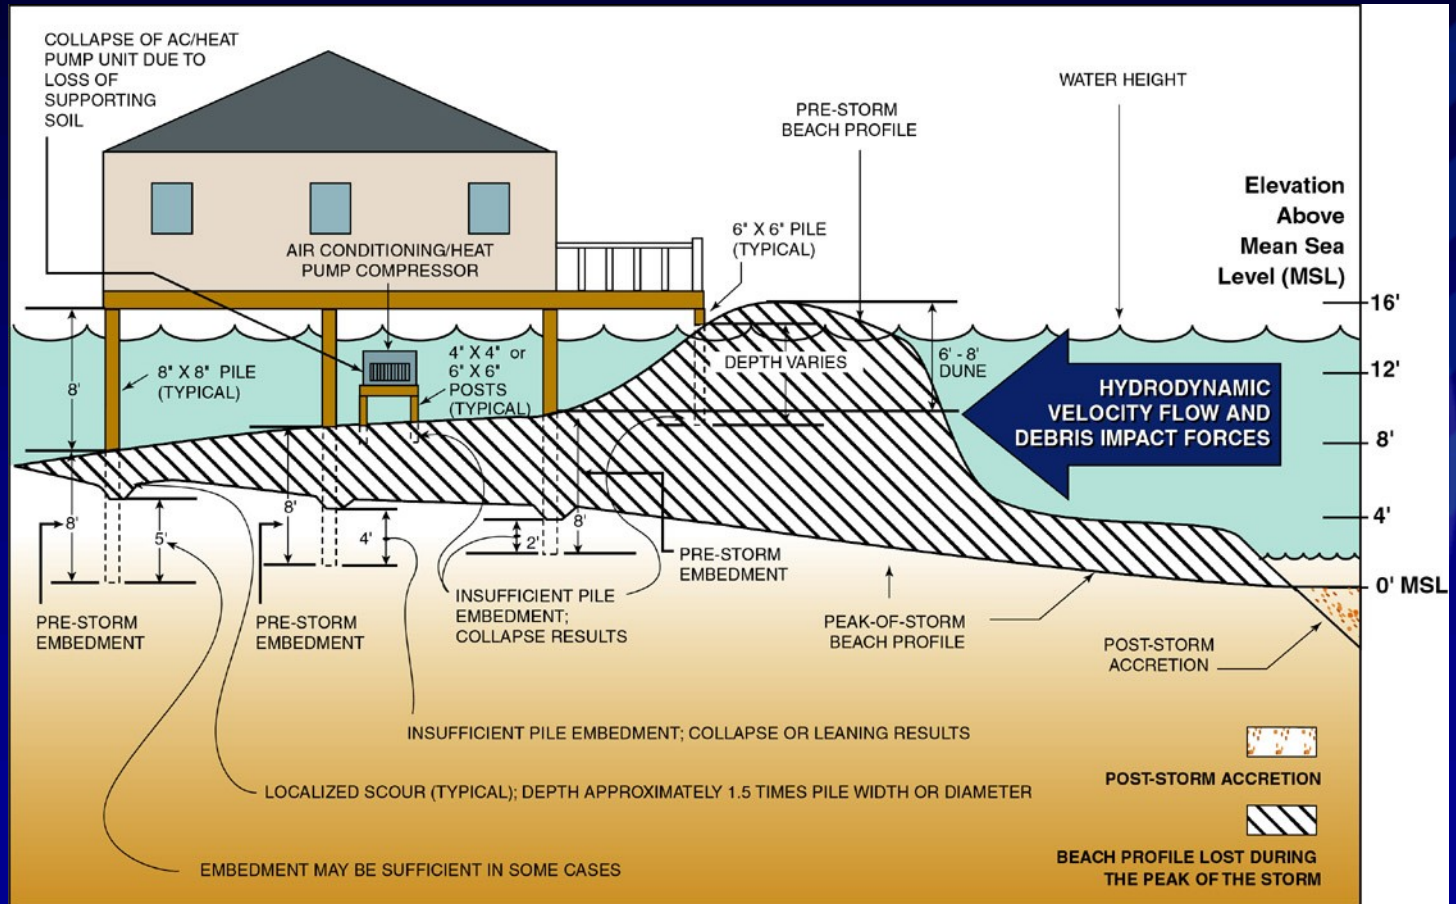 COLLAPSE OF AC/HEAT
PUMP UNIT DUE TO
LOSS OF
SUPPORTING
SOIL
WATER HEIGHT
PRE-STORM
BEACH PROFILE
Elevation
Above
Mean Sea
Level (MSL)
6" X 6" PILE
(TYPICAL)
AIR CONDITIONING/HEAT
PUMP COMPRESSOR
16'
12'
8'
4'
0' MSL
8'
8" X 8" PILE
(TYPICAL)
4" X 4" or
6" X 6"
POSTS
(TYPICAL)
DEPTH VARIES
6' - 8'
DUNE
HYDRODYNAMIC
VELOCITY FLOW AND
DEBRIS IMPACT FORCES
8'
5'
8'
4'
2'
8'
PRE-STORM
EMBEDMENT
PRE-STORM
EMBEDMENT
INSUFFICIENT PILE
EMBEDMENT;
COLLAPSE RESULTS
PRE-STORM
EMBEDMENT
PEAK-OF-STORM
BEACH PROFILE
POST-STORM
ACCRETION
INSUFFICIENT PILE EMBEDMENT; COLLAPSE OR LEANING RESULTS
LOCALIZED SCOUR (TYPICAL); DEPTH APPROXIMATELY 1.5 TIMES PILE WIDTH OR DIAMETER
EMBEDMENT MAY BE SUFFICIENT IN SOME CASES
POST-STORM ACCRETION
BEACH PROFILE LOST DURING
THE PEAK OF THE STORM